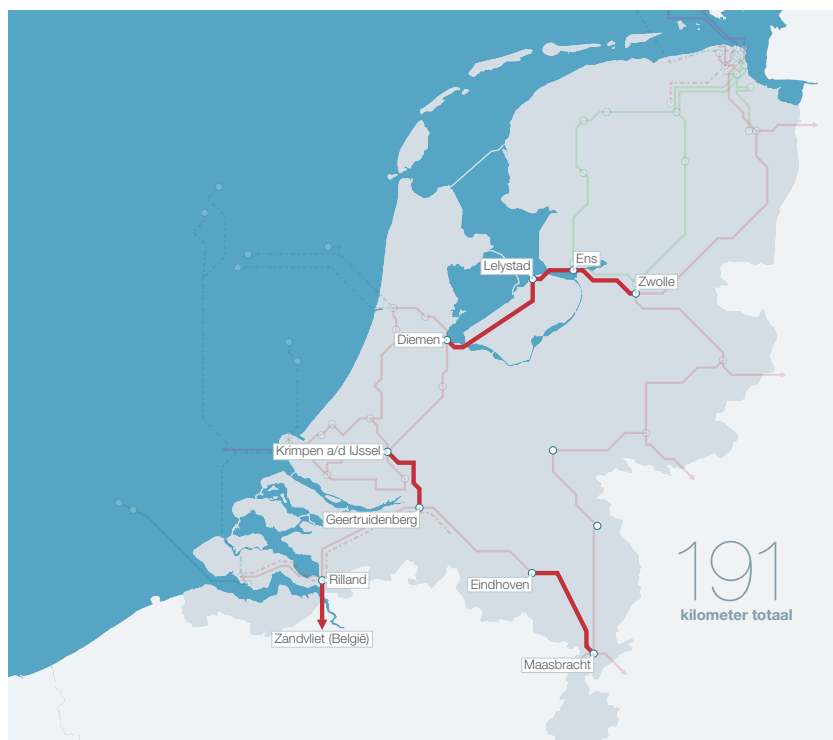 Ens
Lelystad
Zwolle
Diemen
Krimpen a/d IJssel
Geertruidenberg
Rilland
Eindhoven
Zandvliet (België)
Maasbracht
191
kilometer totaal